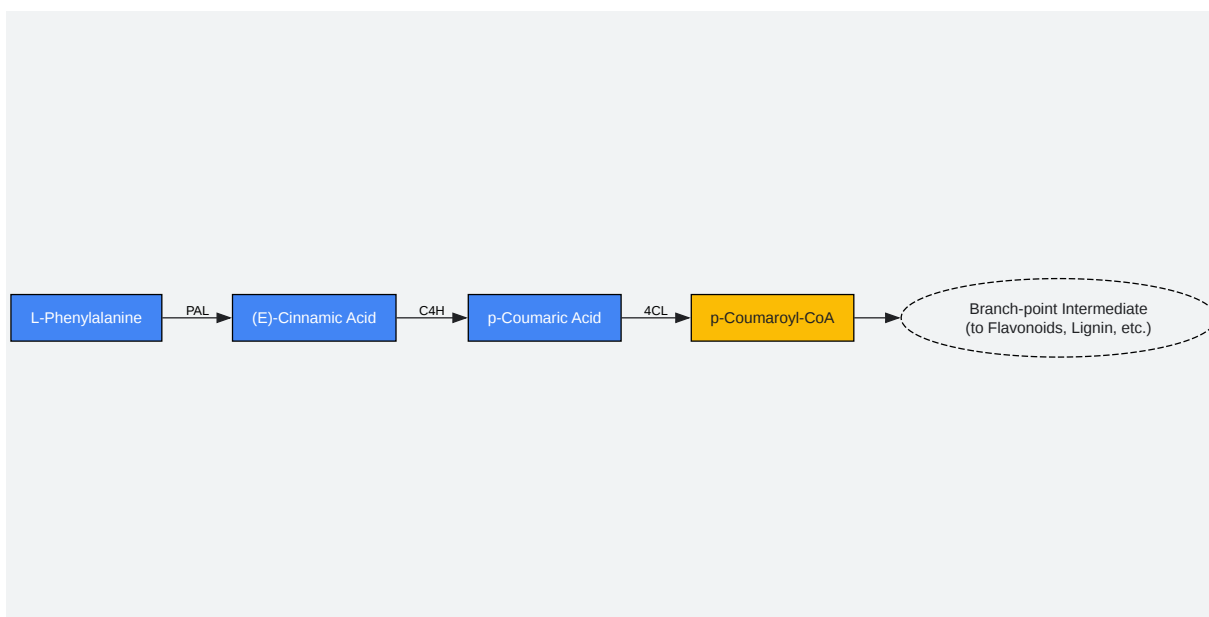 L-Phenylalanine
PAL
(E)-Cinnamic Acid
C4H
p-Coumaric Acid
4CL
p-Coumaroyl-CoA
Branch-point Intermediate
(to Flavonoids, Lignin, etc.)